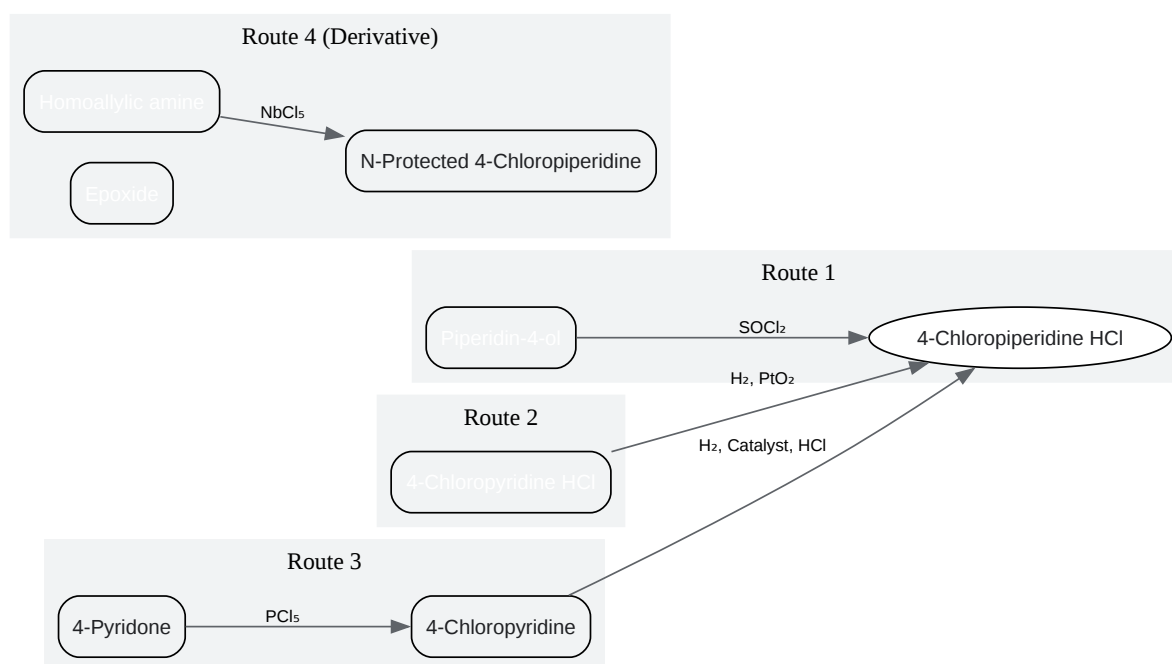 Route 4 (Derivative)
Homoallylic amine
NbCl₅
N-Protected 4-Chloropiperidine
Epoxide
Route 1
Piperidin-4-ol
SOCl₂
4-Chloropiperidine HCl
H₂, PtO₂
Route 2
4-Chloropyridine HCl
H₂, Catalyst, HCl
Route 3
4-Pyridone
PCl₅
4-Chloropyridine